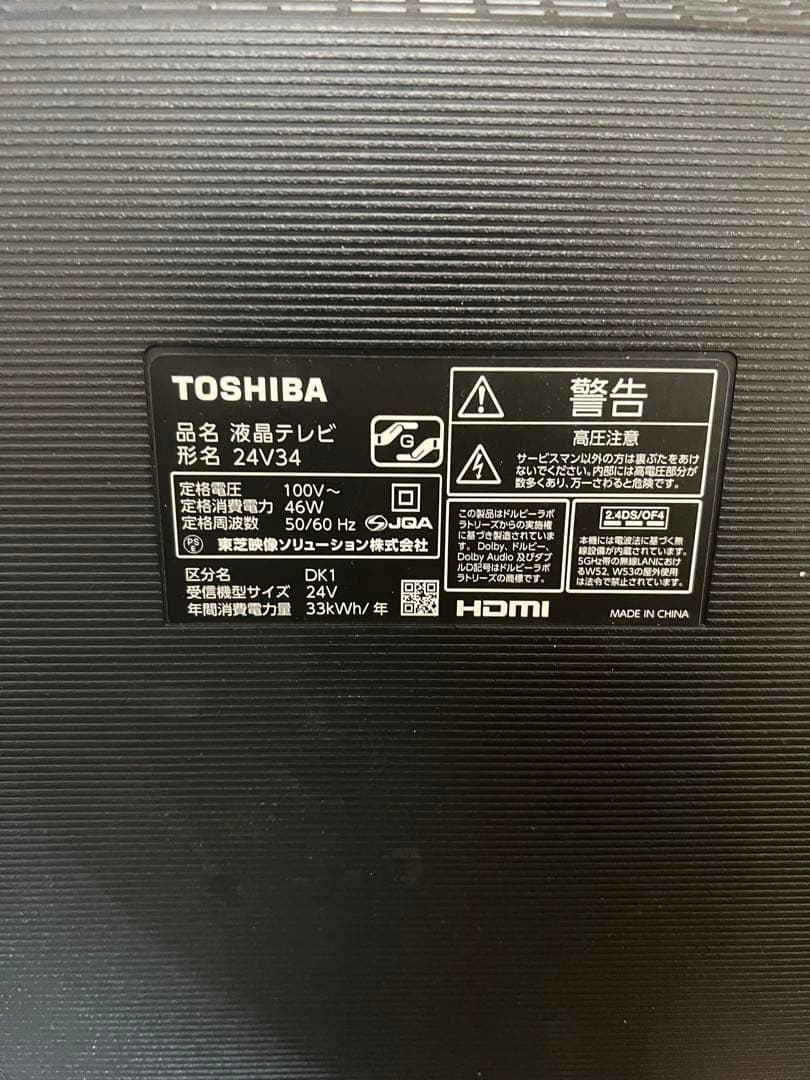 TOSHIBA
品名 液晶テレビ
形名 24V34
G
定格電圧 100V～
定格消費電力 46W
定格周波数 50/60 Hz
JQA
PSE 東芝映像ソリューション株式会社
区分名 DK1
受信機型サイズ 24V
年間消費電力量 33kWh/年
警告
高圧注意
サービスマン以外の方は裏ぶたをあけ
ないでください。内部には高電圧部分が
数多くあり、万一さわると危険です。
この製品はドルビーラボ
ラトリーズからの実施権
に基づき製造されていま
す。Dolby、ドルビー、
Dolby Audio 及びダブ
ルD記号はドルビーラボ
ラトリーズの商標です。
2.4DS/OF4
本機には電波法に基づく無
線設備が内蔵されています。
5GHz帯の無線LANにおけ
るW52、W53の屋外使用
は法令で禁止されています。
HDMI
MADE IN CHINA